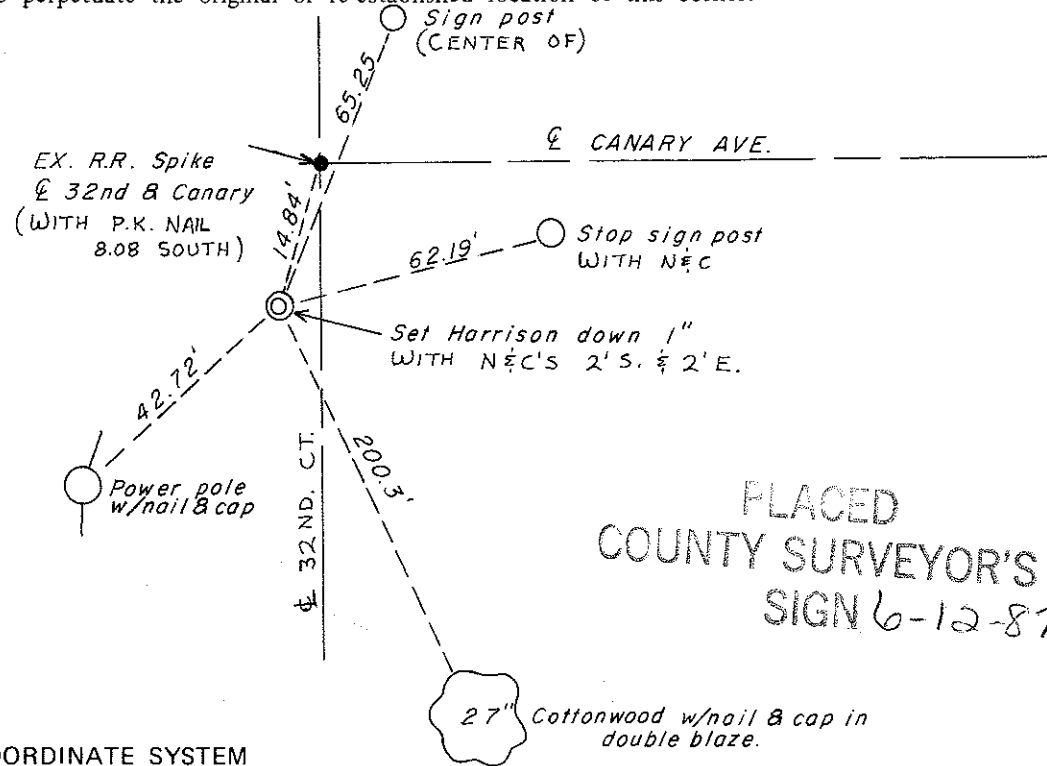 perpetuate the original or re-established location of this corner.
Sign post
(CENTER OF)
65.25
EX. R.R. Spike
℄ 32nd & Canary
(WITH P.K. NAIL
8.08 SOUTH)
℄ CANARY AVE.
14.84'
62.19'
Stop sign post
WITH N&C
Set Harrison down 1"
WITH N&C'S 2' S. & 2' E.
42.72'
Power pole
w/nail & cap
℄ 32ND. CT.
200.3'
PLACED
COUNTY SURVEYOR'S
SIGN 6-12-87
27" Cottonwood w/nail & cap in
double blaze.
ORDINATE SYSTEM